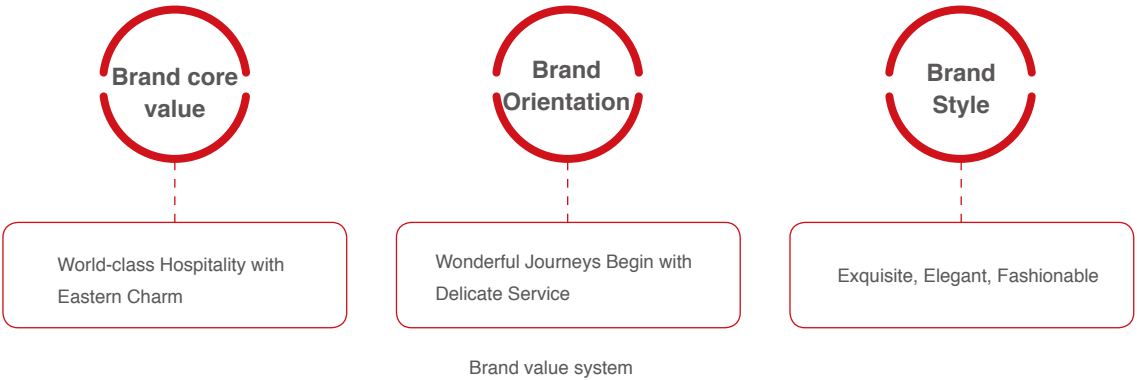 Brand core
value
Brand
Orientation
Brand
Style
World-class Hospitality with
Eastern Charm
Wonderful Journeys Begin with
Delicate Service
Exquisite, Elegant, Fashionable
Brand value system